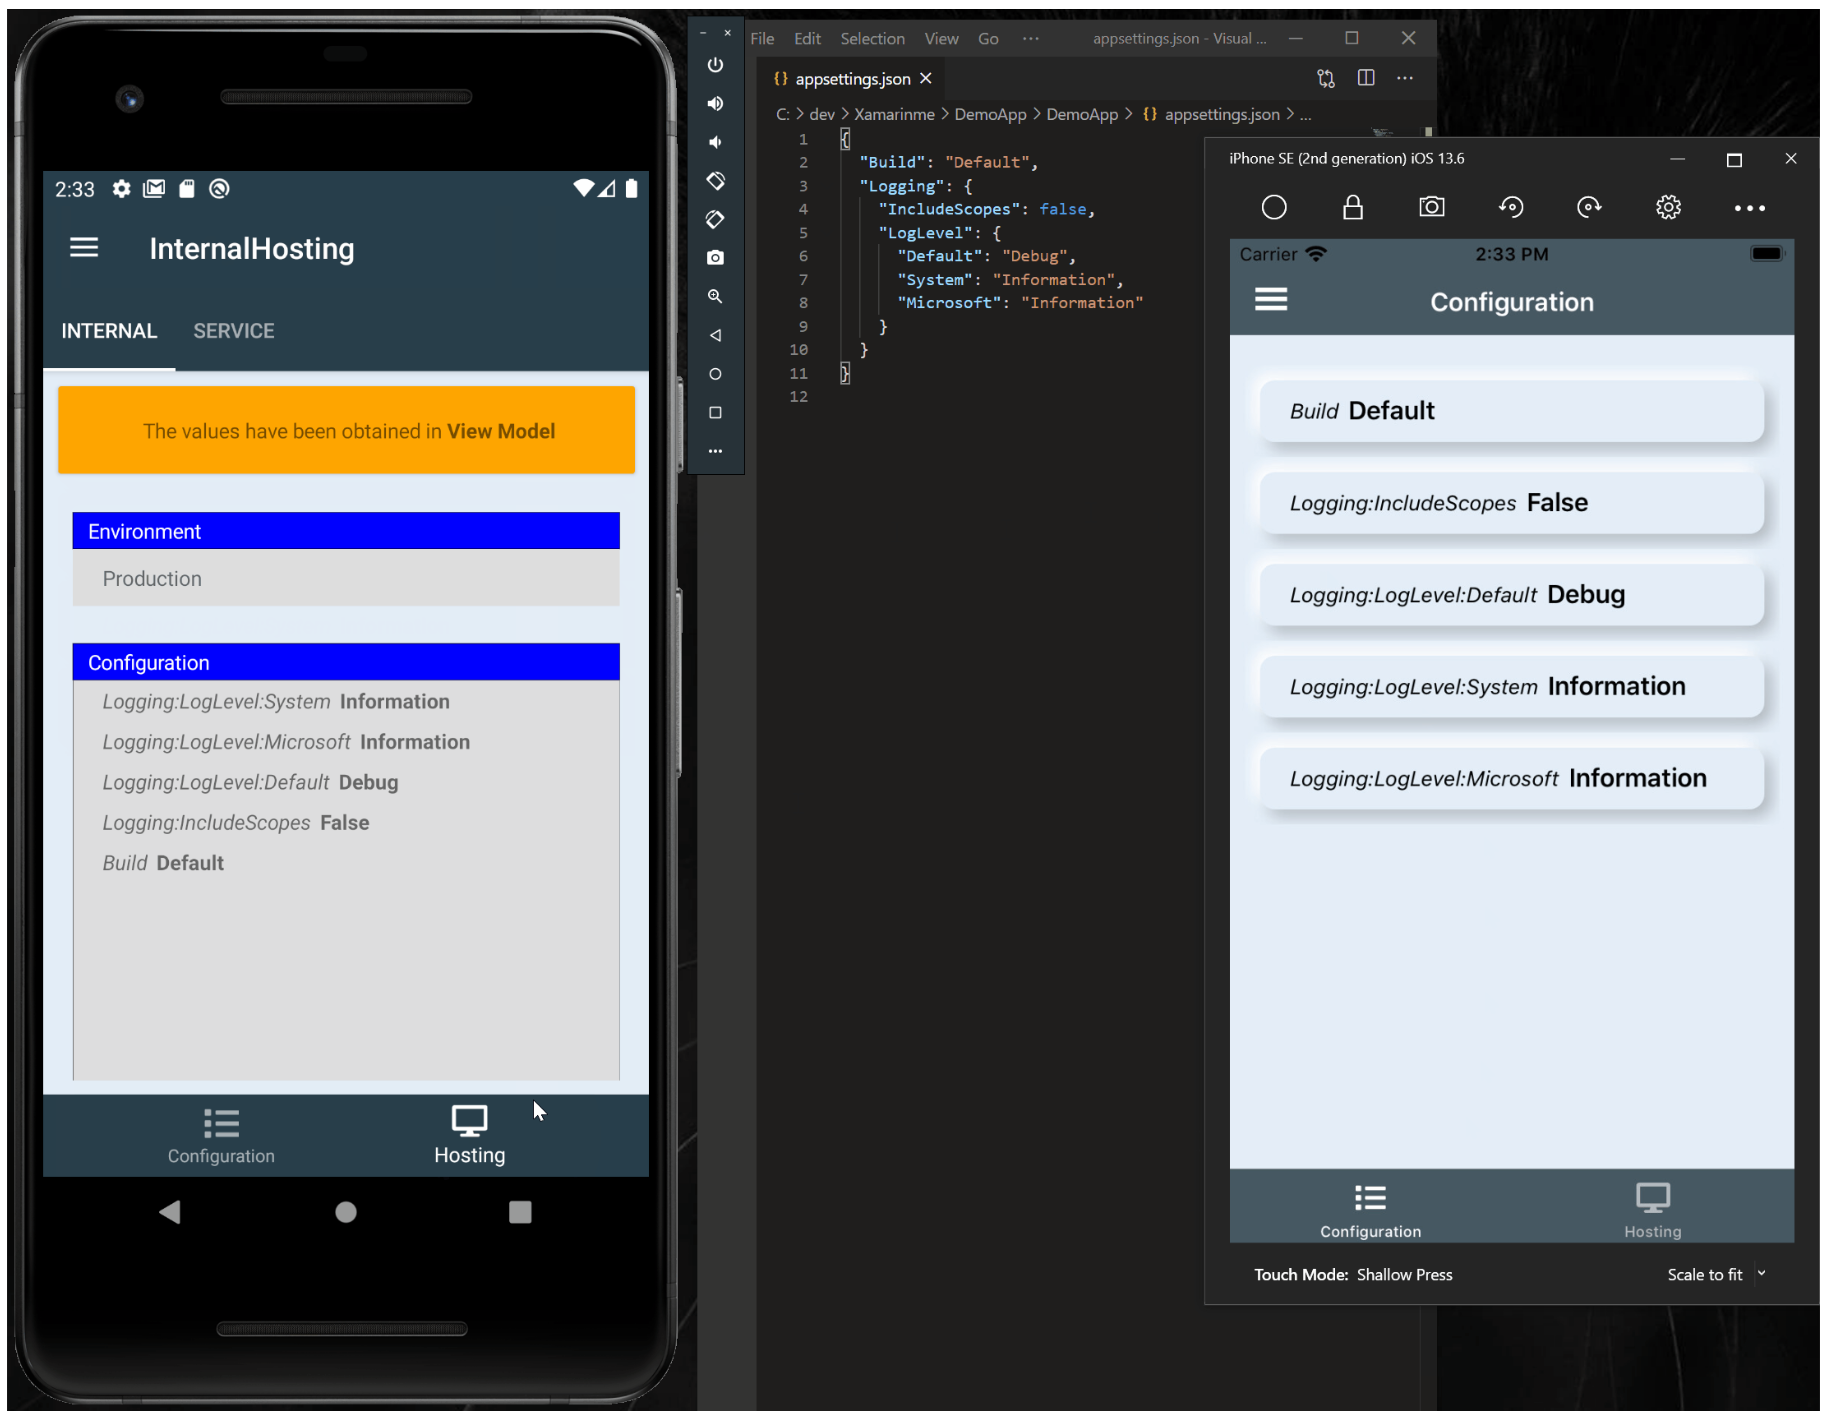 2:33
InternalHosting
INTERNAL SERVICE
The values have been obtained in View Model
Environment
Production
Configuration
Logging:LogLevel:System Information
Logging:LogLevel:Microsoft Information
Logging:LogLevel:Default Debug
Logging:IncludeScopes False
Build Default
Configuration Hosting
File Edit Selection View Go ··· appsettings.json - Visual ...
{} appsettings.json
C: > dev > Xamarinme > DemoApp > DemoApp > {} appsettings.json > ...
1 {
2 "Build": "Default",
3 "Logging": {
4 "IncludeScopes": false,
5 "LogLevel": {
6 "Default": "Debug",
7 "System": "Information",
8 "Microsoft": "Information"
9 }
10 }
11 }
12
iPhone SE (2nd generation) iOS 13.6
Carrier 2:33 PM
Configuration
Build Default
Logging:IncludeScopes False
Logging:LogLevel:Default Debug
Logging:LogLevel:System Information
Logging:LogLevel:Microsoft Information
Configuration Hosting
Touch Mode: Shallow Press Scale to fit